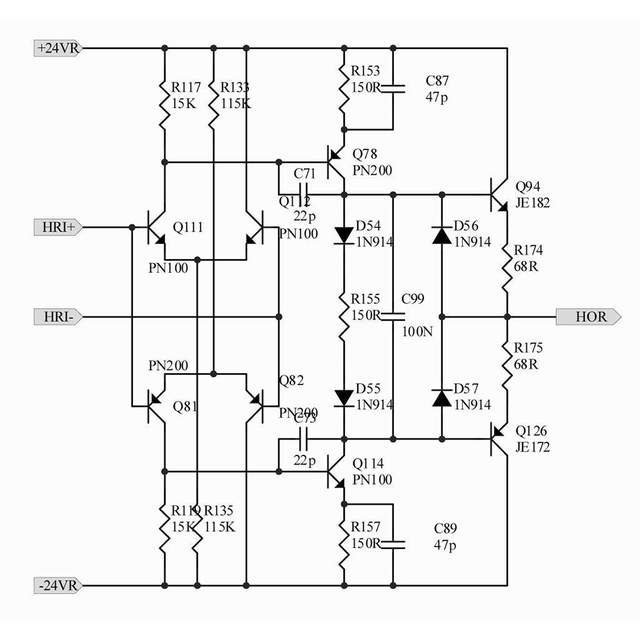 +24VR
R117
15K
R133
115K
R153
150R
C87
47p
Q78
PN200
C71
22p
Q112
PN100
Q94
JE182
HRI+
Q111
PN100
D54
1N914
D56
1N914
R174
68R
R155
150R
C99
100N
HRI-
HOR
R175
68R
PN200
Q81
Q82
PN200
D55
1N914
D57
1N914
C73
22p
Q114
PN100
Q126
JE172
15K
R135
115K
R157
150R
C89
47p
-24VR